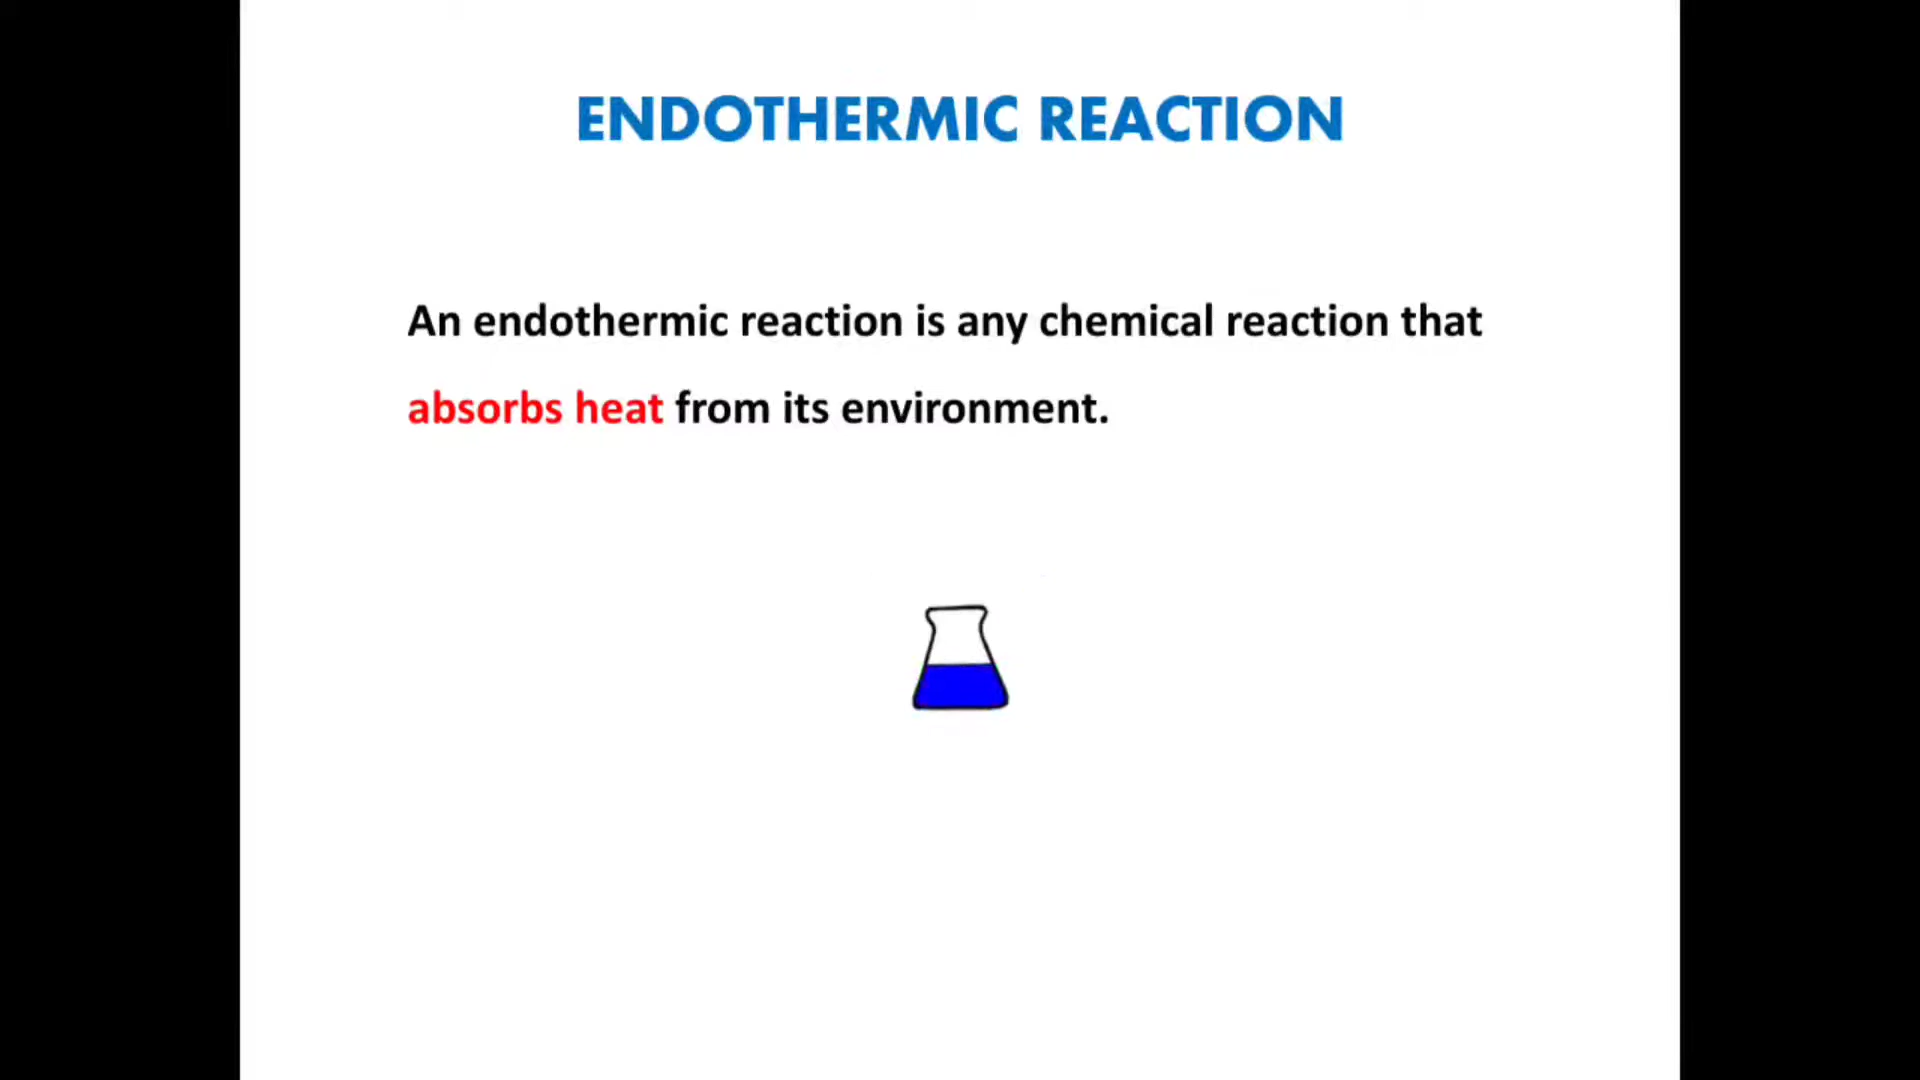 ENDOTHERMIC REACTION
An endothermic reaction is any chemical reaction that
absorbs heat from its environment.